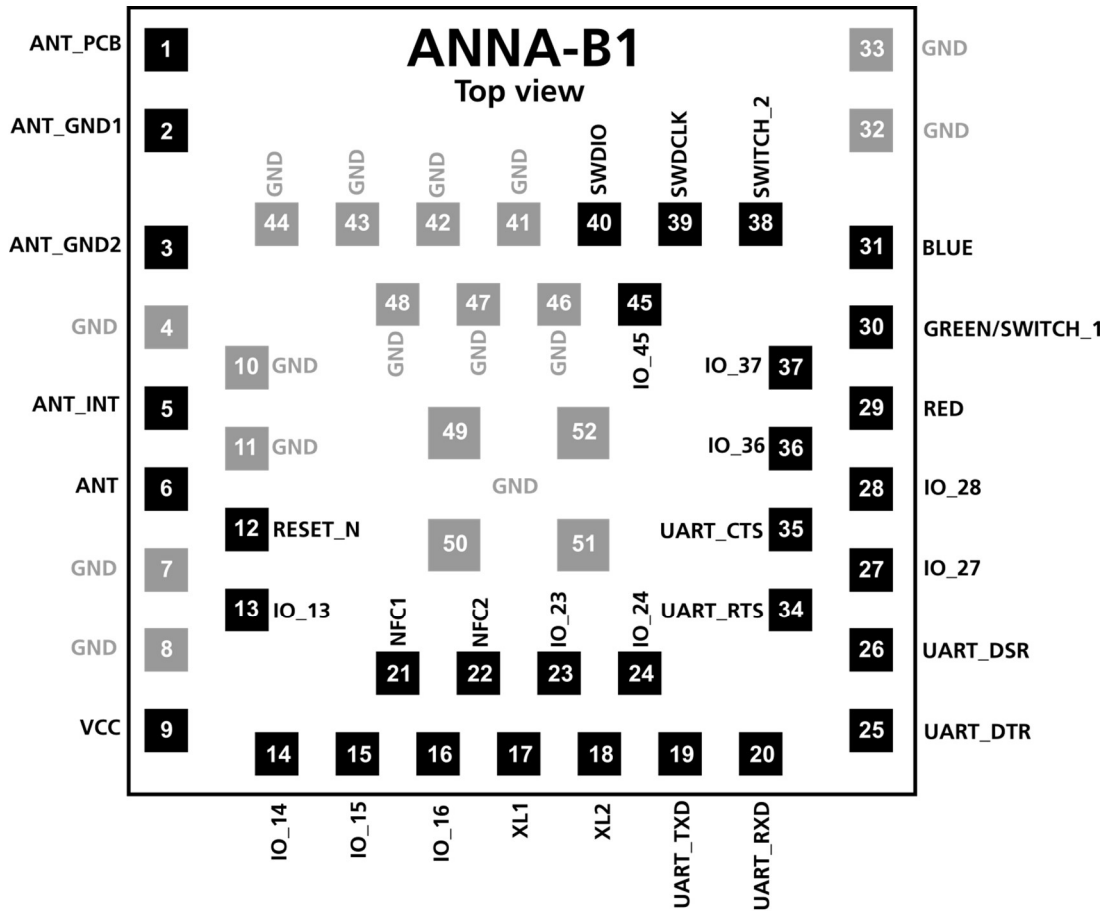 ANNA-B1
Top view
ANT_PCB 1
33 GND
ANT_GND1 2
32 GND
GND GND GND GND SWDIO SWDCLK SWITCH_2
44 43 42 41 40 39 38
ANT_GND2 3
31 BLUE
48 47 46 45
GND GND GND IO_45
GND 4
30 GREEN/SWITCH_1
10 GND
IO_37 37
ANT_INT 5
29 RED
49 52
11 GND
IO_36 36
ANT 6
GND
28 IO_28
12 RESET_N
UART_CTS 35
50 51
GND 7
27 IO_27
13 IO_13
UART_RTS 34
NFC1 NFC2 IO_23 IO_24
21 22 23 24
GND 8
26 UART_DSR
VCC 9
25 UART_DTR
14 15 16 17 18 19 20
IO_14 IO_15 IO_16 XL1 XL2 UART_TXD UART_RXD